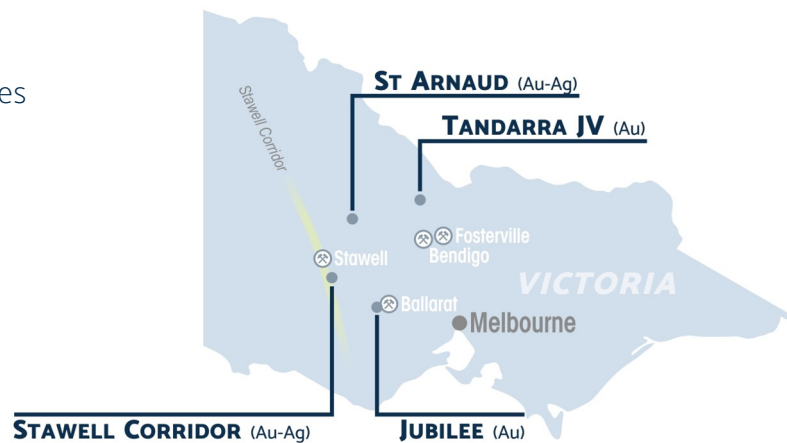 es
Stawell Corridor
ST ARNAUD (Au-Ag)
TANDARRA JV (Au)
Fosterville
Bendigo
Stawell
VICTORIA
Ballarat
Melbourne
STAWELL CORRIDOR (Au-Ag)
JUBILEE (Au)